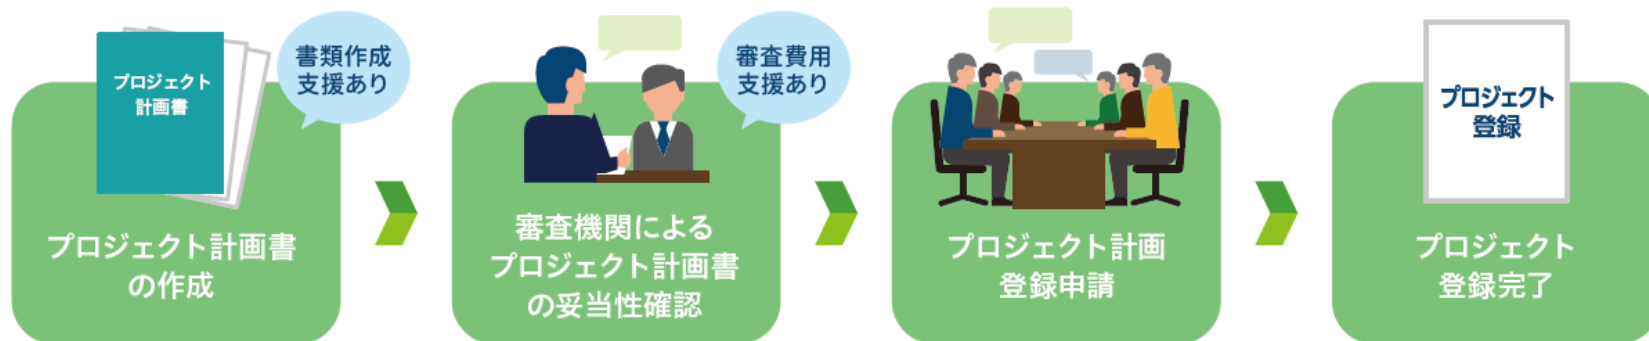 プロジェクト
計画書
書類作成
支援あり
プロジェクト計画書
の作成
審査費用
支援あり
審査機関による
プロジェクト計画書
の妥当性確認
プロジェクト計画
登録申請
プロジェクト
登録
プロジェクト
登録完了